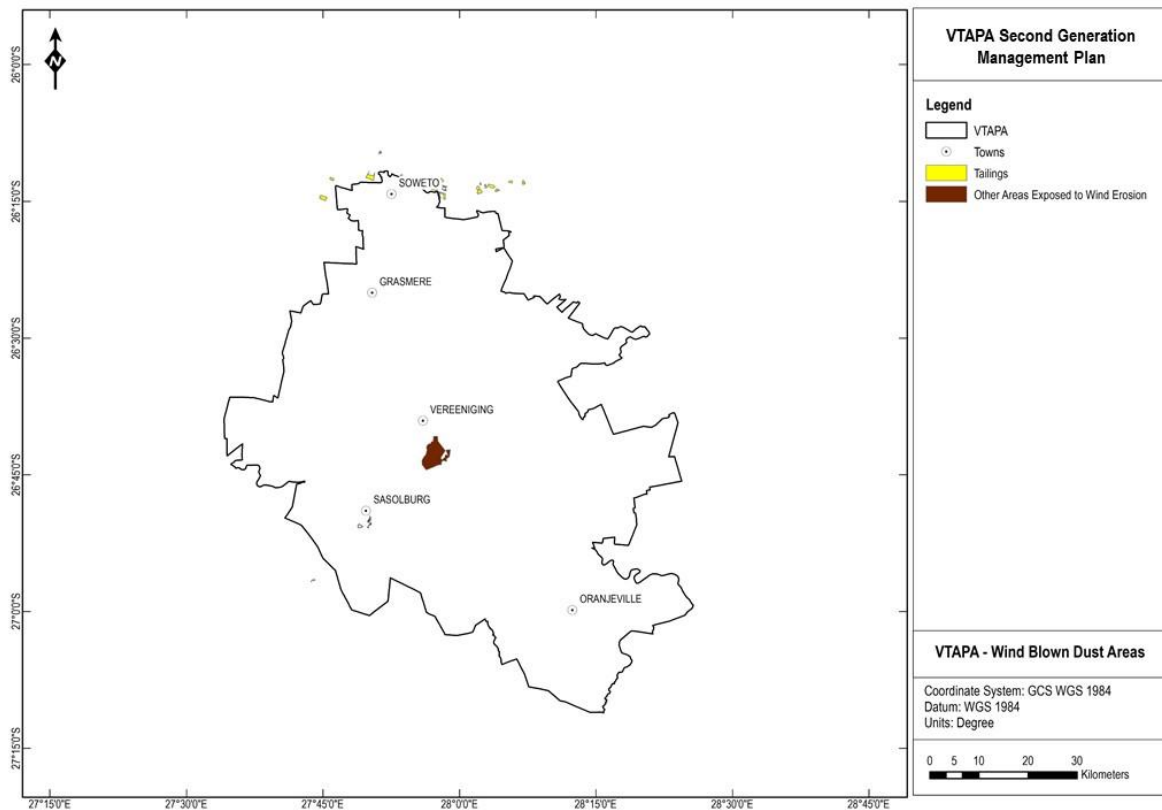 VTAPA Second Generation
Management Plan
Legend
VTAPA
Towns
Tailings
Other Areas Exposed to Wind Erosion
VTAPA - Wind Blown Dust Areas
Coordinate System: GCS WGS 1984
Datum: WGS 1984
Units: Degree
0 5 10 20 30
Kilometers
N
SOWETO
GRASMERE
VEREENIGING
SASOLBURG
ORANJEVILLE
26°0'0"S
26°15'0"S
26°30'0"S
26°45'0"S
27°0'0"S
27°15'0"S
27°15'0"E
27°30'0"E
27°45'0"E
28°0'0"E
28°15'0"E
28°30'0"E
28°45'0"E